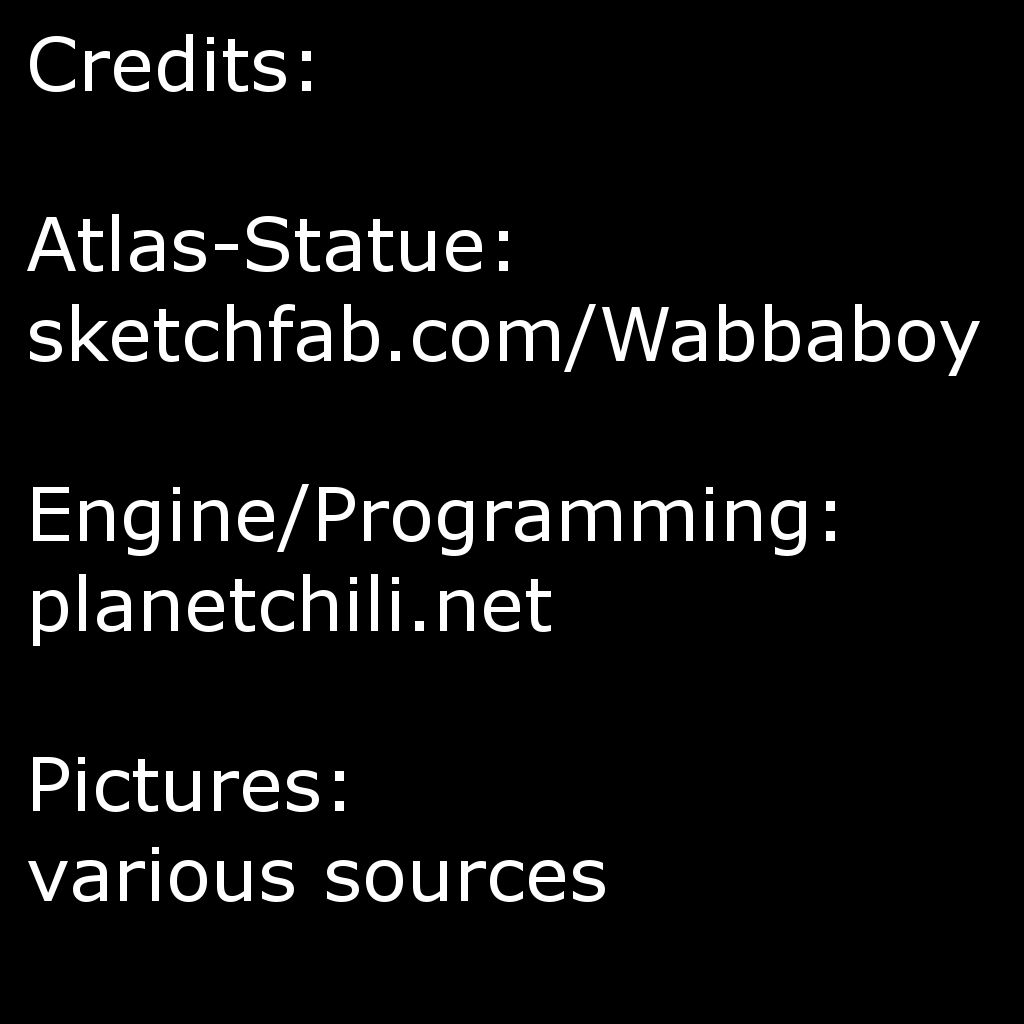 Credits:
Atlas-Statue:
sketchfab.com/Wabbaboy
Engine/Programming:
planetchili.net
Pictures:
various sources